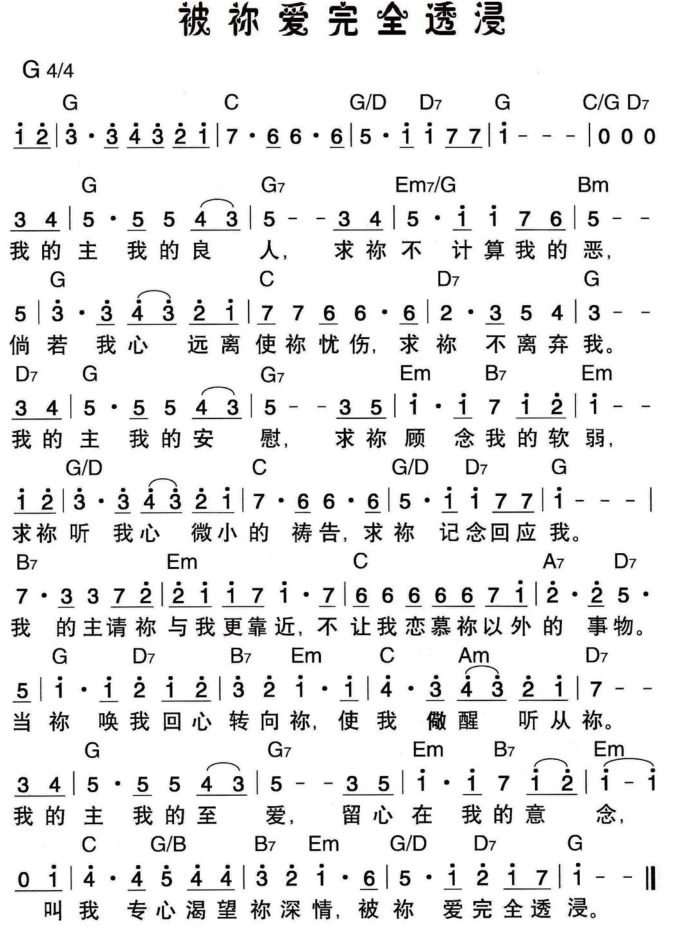 被祢爱完全透浸
G 4/4
G C G/D D7 G C/G D7
1̇ 2̇ | 3̇ · 3̇ 4̇ 3̇ 2̇ 1̇ | 7 · 6 6 · 6 | 5 · 1̇ 1̇ 7 7 | 1̇ - - - | 0 0 0
G G7 Em7/G Bm
3 4 | 5 · 5 5 4 3 | 5 - - 3 4 | 5 · 1̇ 1̇ 7 6 | 5 - -
我的主 我的良 人, 求祢不 计算我的恶,
G C D7 G
5 | 3̇ · 3̇ 4̇ 3̇ 2̇ 1̇ | 7 7 6 6 · 6 | 2 · 3 5 4 | 3 - -
倘若 我心 远离使祢忧伤, 求祢 不离弃我。
D7 G G7 Em B7 Em
3 4 | 5 · 5 5 4 3 | 5 - - 3 5 | 1̇ · 1̇ 7 1̇ 2̇ | 1̇ - -
我的主 我的安 慰, 求祢顾 念我的软弱,
G/D C G/D D7 G
1̇ 2̇ | 3̇ · 3̇ 4̇ 3̇ 2̇ 1̇ | 7 · 6 6 · 6 | 5 · 1̇ 1̇ 7 7 | 1̇ - - - |
求祢听 我心 微小的 祷告, 求祢 记念回应我。
B7 Em C A7 D7
7 · 3 3 7 2̇ | 2̇ 1̇ 1̇ 7 1̇ · 7 | 6 6 6 6 6 7 1̇ | 2̇ · 2̇ 5 ·
我 的主请祢 与我更靠近, 不 让我恋慕祢以外的 事物。
G D7 B7 Em C Am D7
5 | 1̇ · 1̇ 2̇ 1̇ 2̇ | 3̇ 2̇ 1̇ · 1̇ | 4̇ · 3̇ 4̇ 3̇ 2̇ 1̇ | 7 - -
当祢 唤我回心转向祢, 使我 儆醒 听从祢。
G G7 Em B7 Em
3 4 | 5 · 5 5 4 3 | 5 - - 3 5 | 1̇ · 1̇ 7 1̇ 2̇ | 1̇ - 1̇
我的主 我的至 爱, 留心在 我的意 念,
C G/B B7 Em G/D D7 G
0 1̇ | 4̇ · 4̇ 5̇ 4̇ 4̇ | 3̇ 2̇ 1̇ · 6 | 5 · 1̇ 2̇ 1̇ 7 | 1̇ - - ‖
叫我 专心渴望祢深情, 被祢 爱完全透浸。